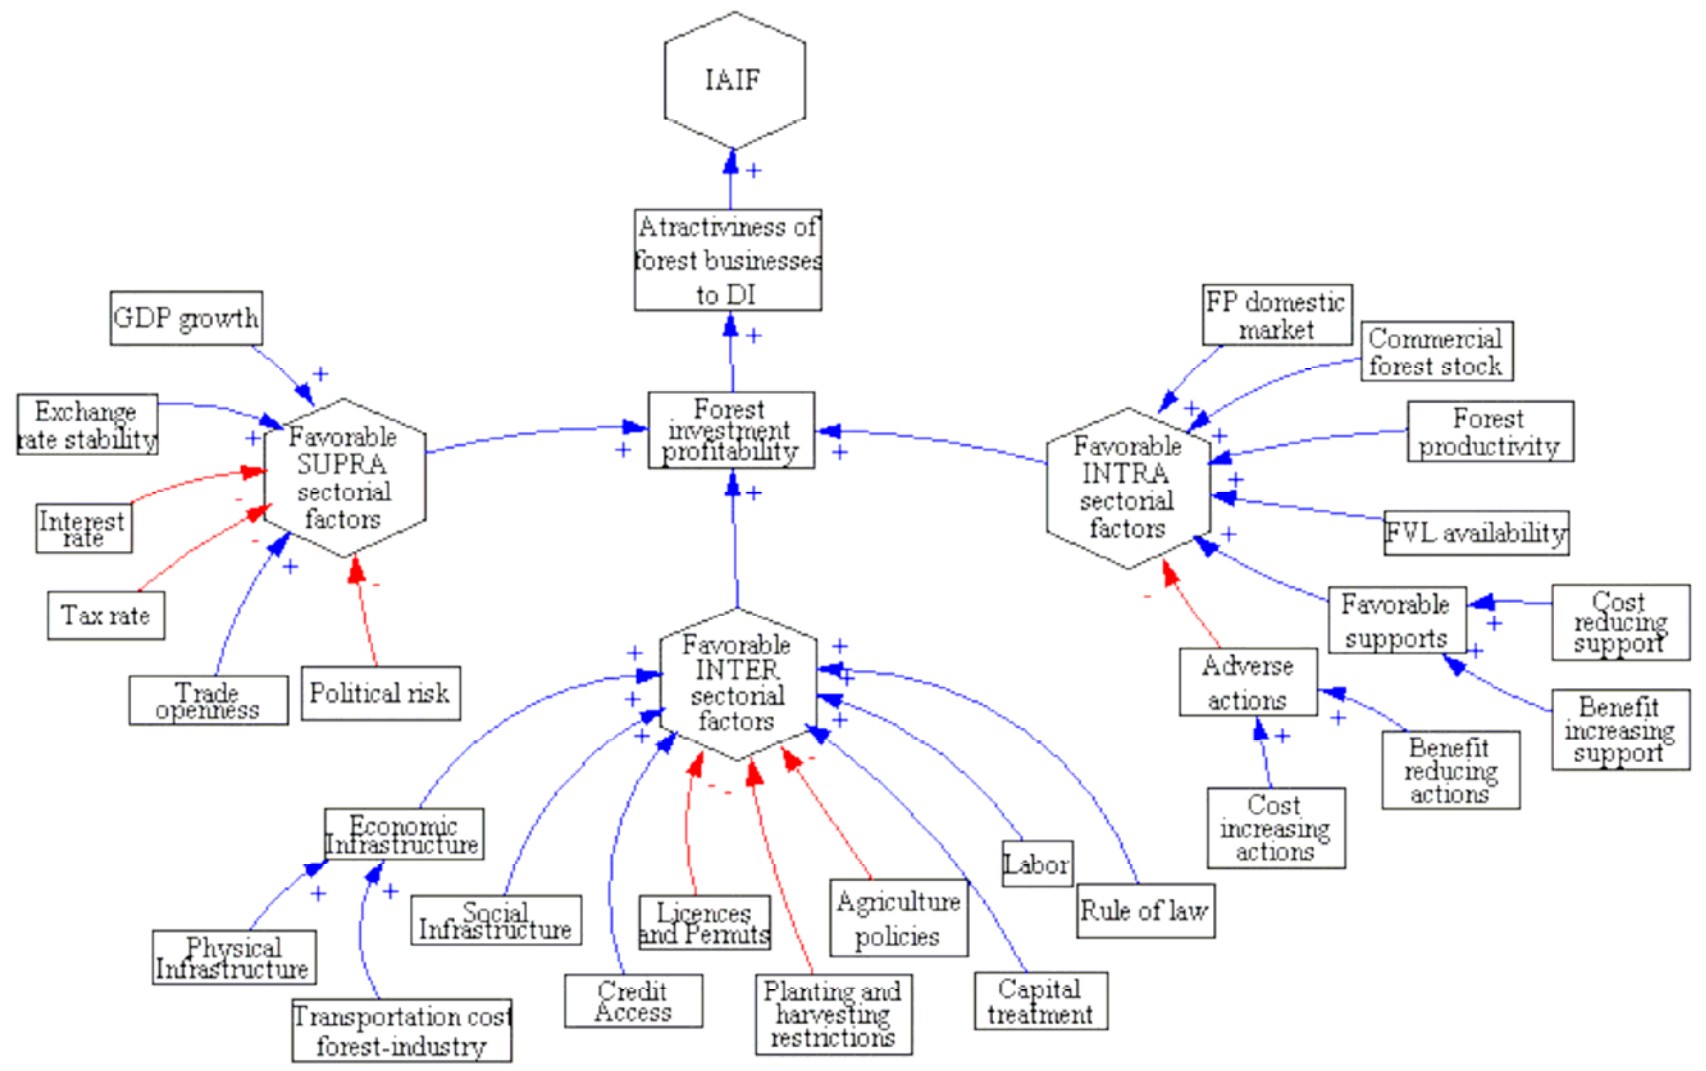 IAIF
Atractiviness of
forest businesses
to DI
GDP growth
Exchange
rate stability
Interest
rate
Tax rate
Trade
openness
Political risk
Favorable
SUPRA
sectorial
factors
Forest
investment
profitability
Favorable
INTRA
sectorial
factors
FP domestic
market
Commercial
forest stock
Forest
productivity
FVL availability
Favorable
supports
Cost
reducing
support
Benefit
increasing
support
Adverse
actions
Benefit
reducing
actions
Cost
increasing
actions
Favorable
INTER
sectorial
factors
Economic
Infrastructure
Physical
Infrastructure
Transportation cost
forest-industry
Social
Infrastructure
Credit
Access
Licences
and Permits
Planting and
harvesting
restrictions
Agriculture
policies
Capital
treatment
Labor
Rule of law